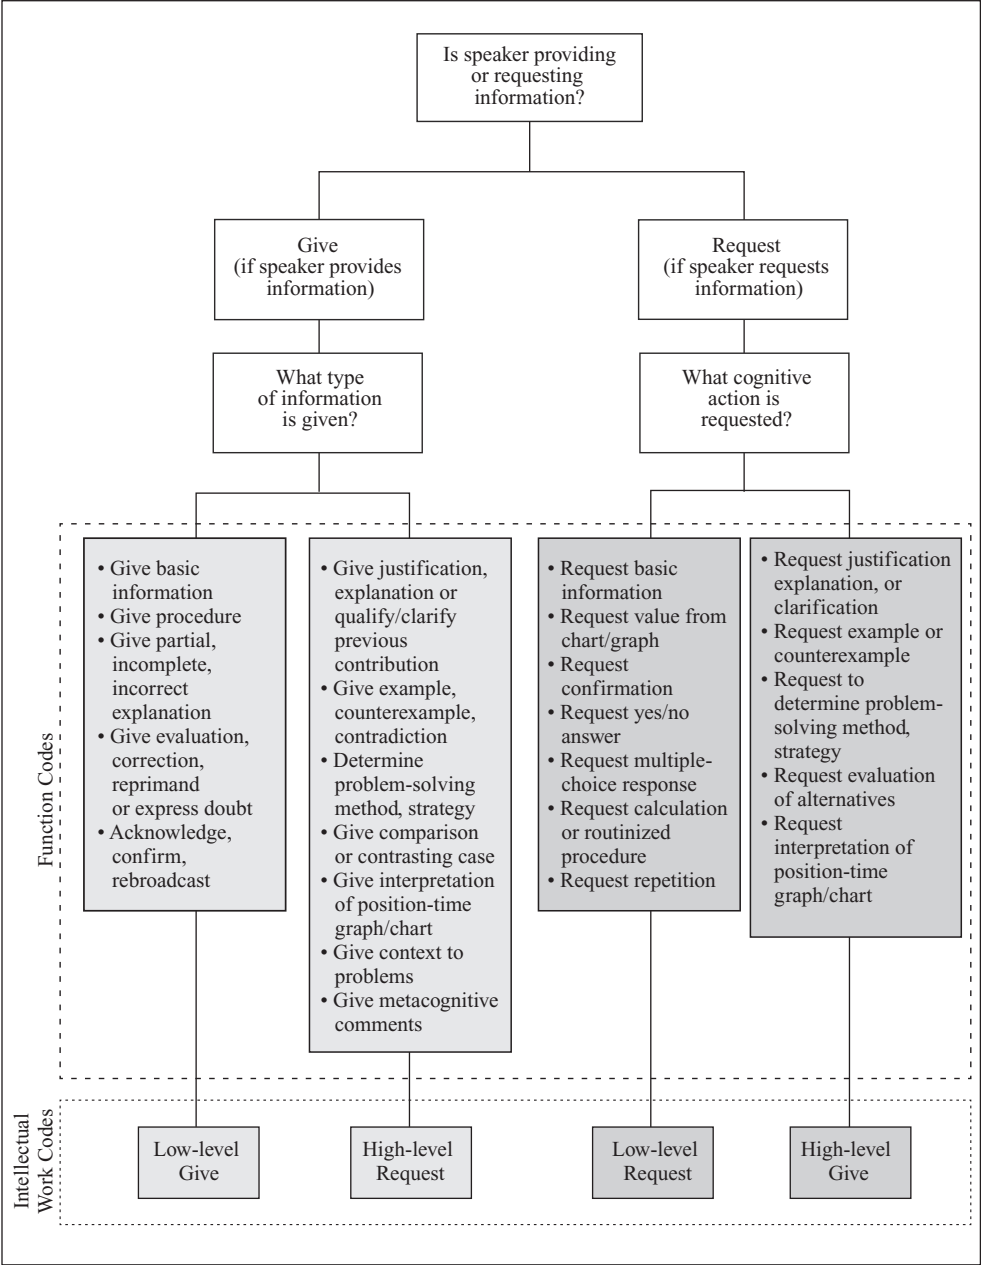 Is speaker providing
or requesting
information?
Give
(if speaker provides
information)
Request
(if speaker requests
information)
What type
of information
is given?
What cognitive
action is
requested?
Function Codes
• Give basic
information
• Give procedure
• Give partial,
incomplete,
incorrect
explanation
• Give evaluation,
correction,
reprimand
or express doubt
• Acknowledge,
confirm,
rebroadcast
• Give justification,
explanation or
qualify/clarify
previous
contribution
• Give example,
counterexample,
contradiction
• Determine
problem-solving
method, strategy
• Give comparison
or contrasting case
• Give interpretation
of position-time
graph/chart
• Give context to
problems
• Give metacognitive
comments
• Request basic
information
• Request value from
chart/graph
• Request
confirmation
• Request yes/no
answer
• Request multiple-
choice response
• Request calculation
or routinized
procedure
• Request repetition
• Request justification
explanation, or
clarification
• Request example or
counterexample
• Request to
determine problem-
solving method,
strategy
• Request evaluation
of alternatives
• Request
interpretation of
position-time
graph/chart
Intellectual
Work Codes
Low-level
Give
High-level
Request
Low-level
Request
High-level
Give